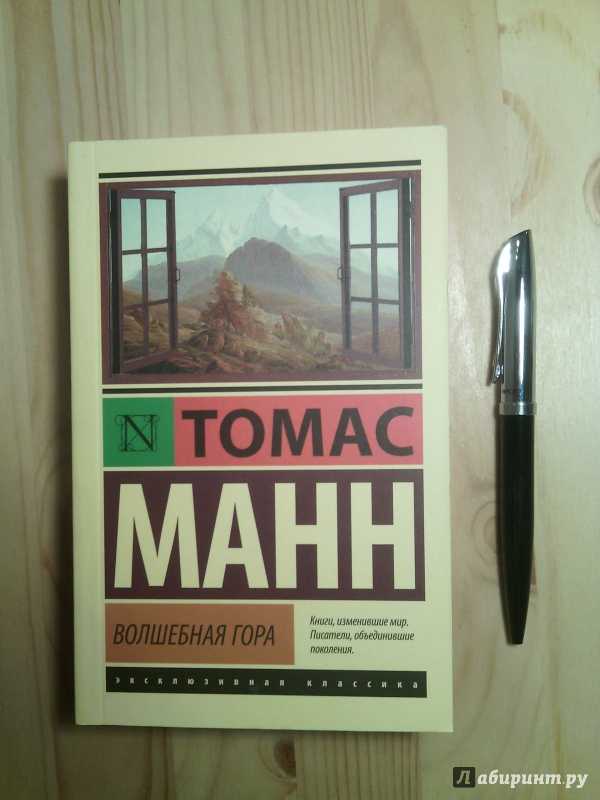 N
ТОМАС
МАНН
ВОЛШЕБНАЯ ГОРА
Книги, изменившие мир.
Писатели, объединившие
поколения.
эксклюзивная классика
Лабиринт.ру